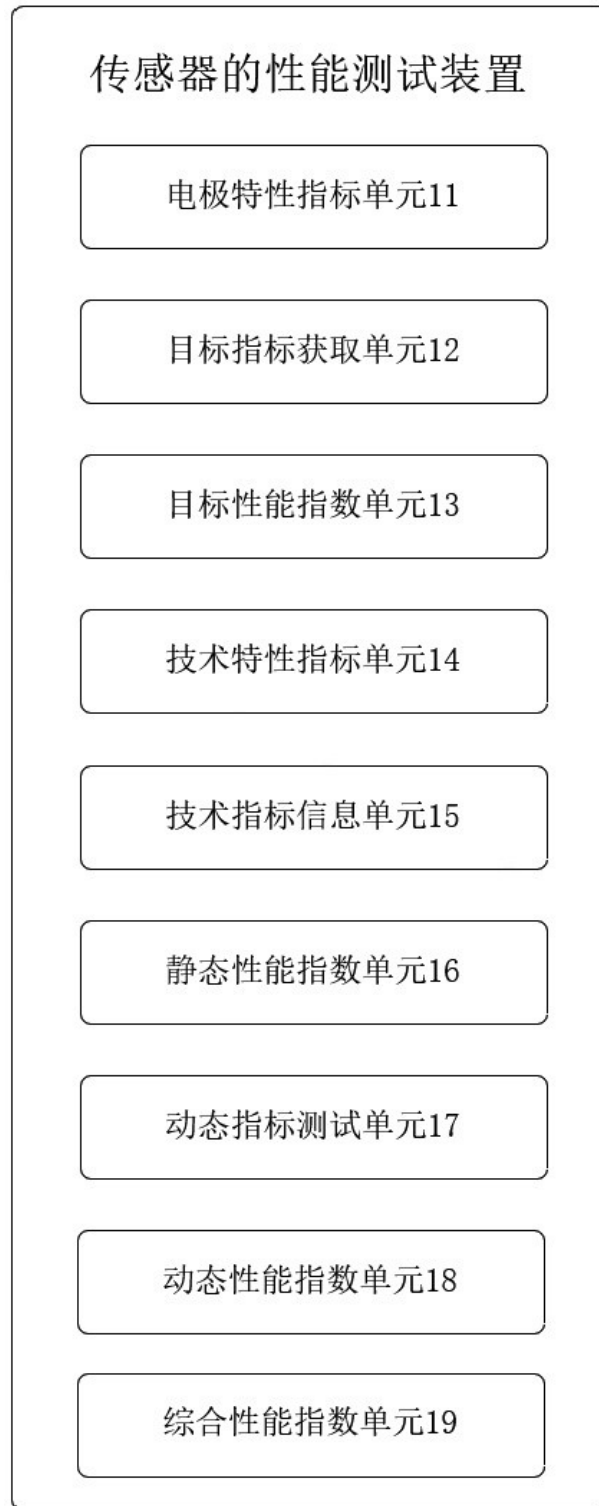 传感器的性能测试装置
电极特性指标单元11
目标指标获取单元12
目标性能指数单元13
技术特性指标单元14
技术指标信息单元15
静态性能指数单元16
动态指标测试单元17
动态性能指数单元18
综合性能指数单元19